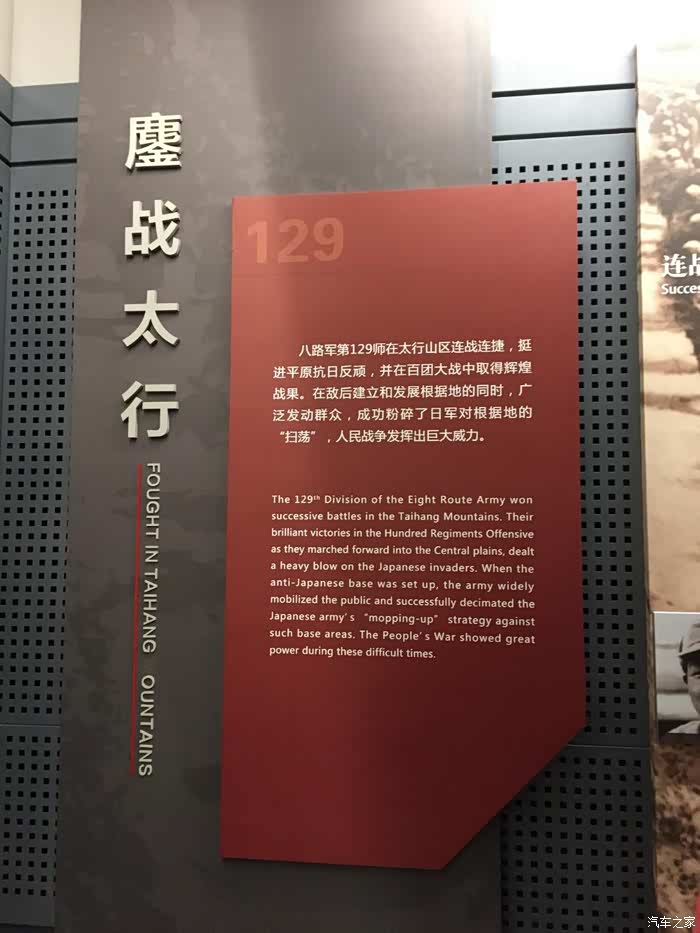 鏖战太行
FOUGHT IN TAIHANG OUNTAINS
129
八路军第129师在太行山区连战连捷，挺
进平原抗日反顽，并在百团大战中取得辉煌
战果。在敌后建立和发展根据地的同时，广
泛发动群众，成功粉碎了日军对根据地的
“扫荡”，人民战争发挥出巨大威力。
The 129th Division of the Eight Route Army won
successive battles in the Taihang Mountains. Their
brilliant victories in the Hundred Regiments Offensive
as they marched forward into the Central plains, dealt
a heavy blow on the Japanese invaders. When the
anti-Japanese base was set up, the army widely
mobilized the public and successfully decimated the
Japanese army's “mopping-up” strategy against
such base areas. The People's War showed great
power during these difficult times.
连战
Succes
汽车之家